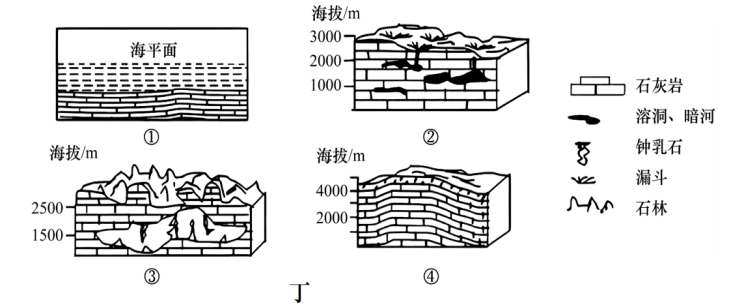 海平面
①
海拔/m
3000
2000
1000
②
石灰岩
溶洞、暗河
钟乳石
漏斗
石林
海拔/m
2500
1500
③
海拔/m
4000
2000
④
丁